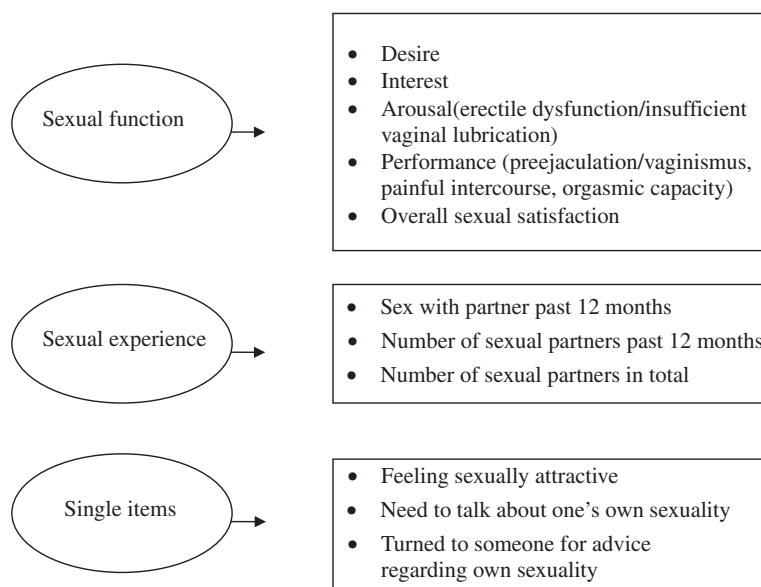 Sexual function
• Desire
• Interest
• Arousal(erectile dysfunction/insufficient
vaginal lubrication)
• Performance (preejaculation/vaginismus,
painful intercourse, orgasmic capacity)
• Overall sexual satisfaction
Sexual experience
• Sex with partner past 12 months
• Number of sexual partners past 12 months
• Number of sexual partners in total
Single items
• Feeling sexually attractive
• Need to talk about one's own sexuality
• Turned to someone for advice
regarding own sexuality